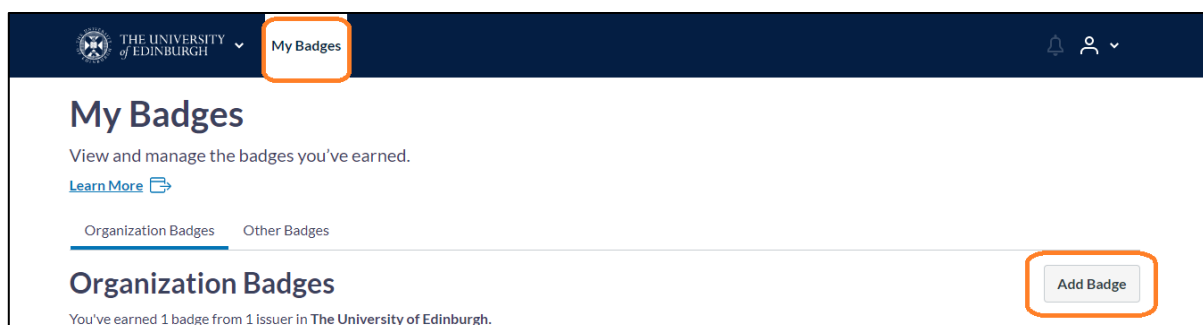 THE UNIVERSITY
of EDINBURGH
My Badges
My Badges
View and manage the badges you've earned.
Learn More
Organization Badges Other Badges
Organization Badges
Add Badge
You've earned 1 badge from 1 issuer in The University of Edinburgh.